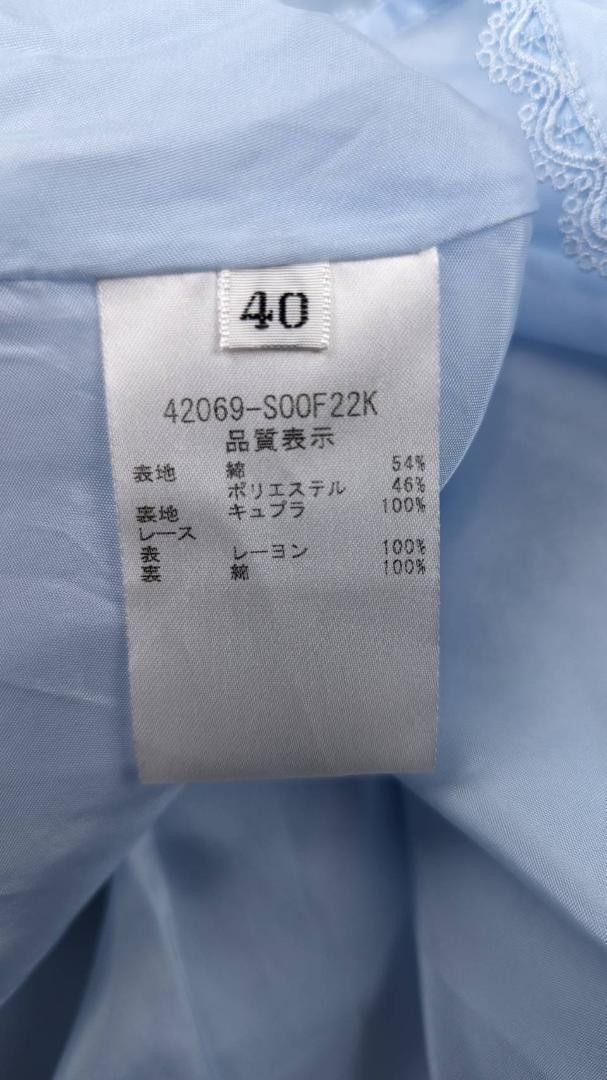 40
42069-S00F22K
品質表示
表地 綿 54%
ポリエステル 46%
裏地 キュプラ 100%
レース
表 レーヨン 100%
裏 綿 100%